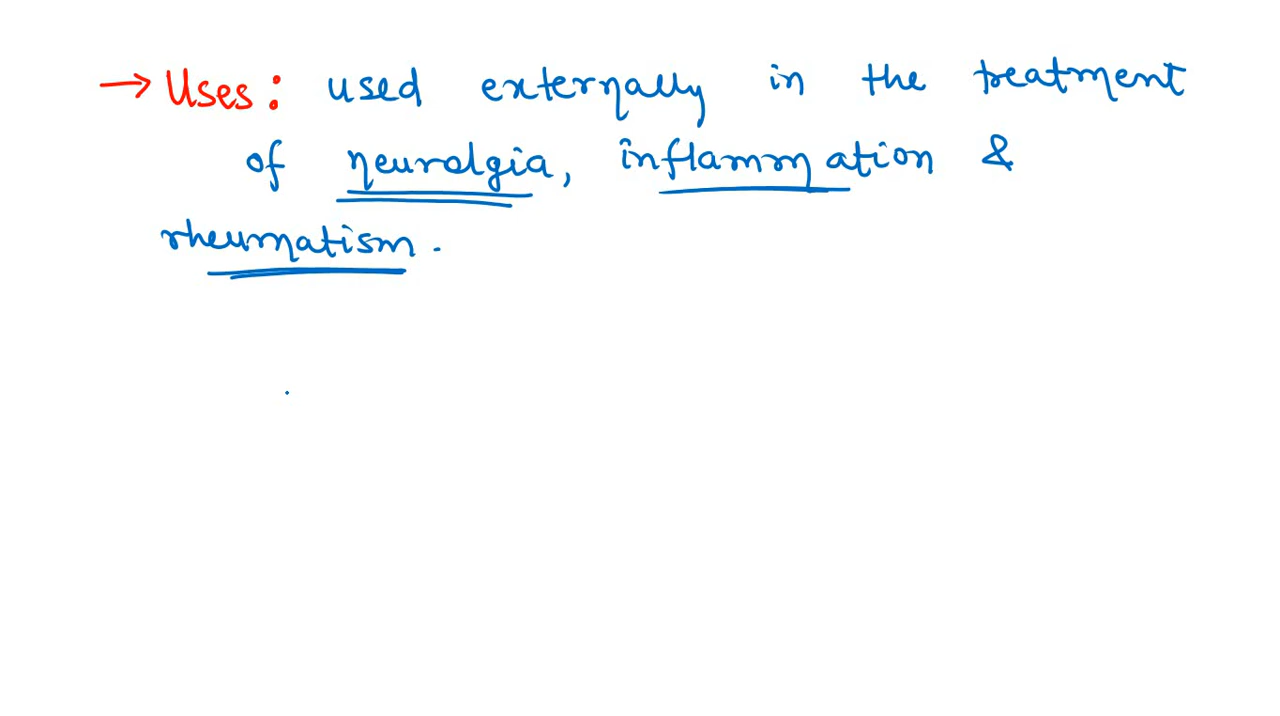 → Uses: used externally in the treatment
of neuralgia, inflammation &
rheumatism.